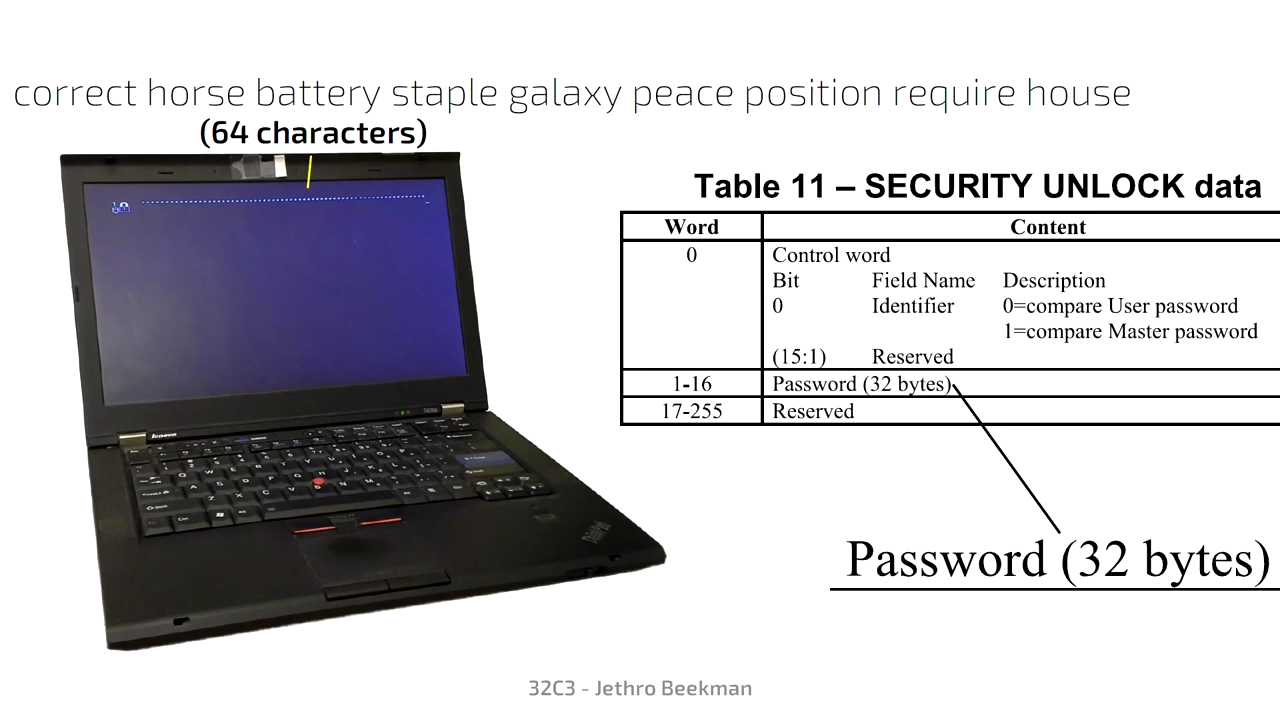 correct horse battery staple galaxy peace position require house
(64 characters)
Table 11 – SECURITY UNLOCK data
Word Content
0 Control word
Bit Field Name Description
0 Identifier 0=compare User password
1=compare Master password
(15:1) Reserved
1-16 Password (32 bytes)
17-255 Reserved
Password (32 bytes)
lenovo
ThinkPad
32C3 - Jethro Beekman